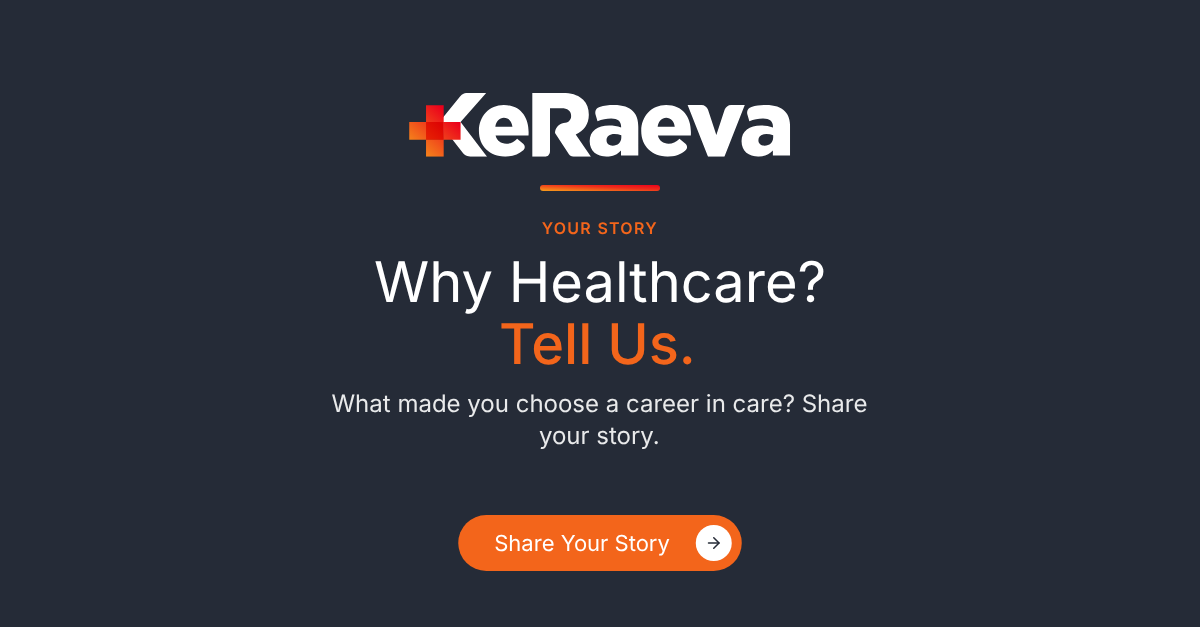 KeRaeva
YOUR STORY
Why Healthcare?
Tell Us.
What made you choose a career in care? Share
your story.
Share Your Story